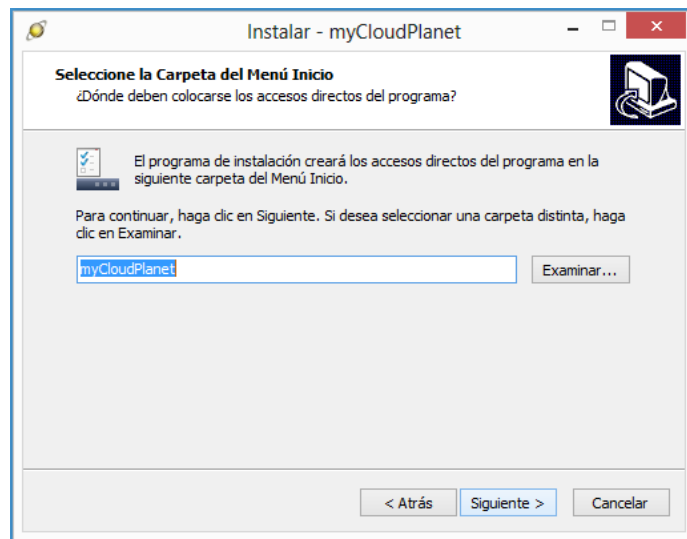 Instalar - myCloudPlanet
Seleccione la Carpeta del Menú Inicio
¿Dónde deben colocarse los accesos directos del programa?
El programa de instalación creará los accesos directos del programa en la
siguiente carpeta del Menú Inicio.
Para continuar, haga clic en Siguiente. Si desea seleccionar una carpeta distinta, haga
clic en Examinar.
myCloudPlanet
Examinar...
< Atrás
Siguiente >
Cancelar